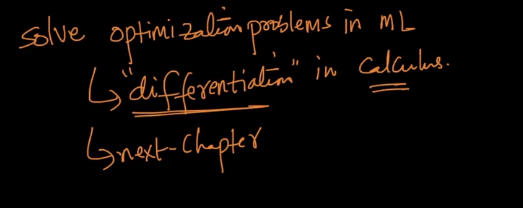 solve optimization problems in ML
"differentiation" in calculus.
next-chapter